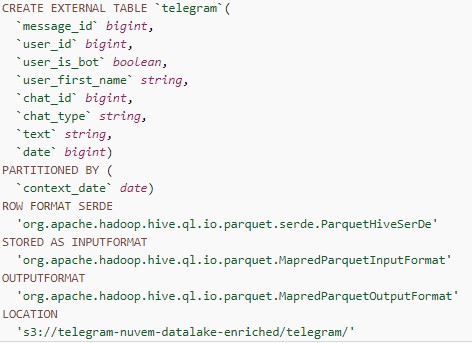 CREATE EXTERNAL TABLE `telegram`(
  `message_id` bigint,
  `user_id` bigint,
  `user_is_bot` boolean,
  `user_first_name` string,
  `chat_id` bigint,
  `chat_type` string,
  `text` string,
  `date` bigint)
PARTITIONED BY (
  `context_date` date)
ROW FORMAT SERDE
  'org.apache.hadoop.hive.ql.io.parquet.serde.ParquetHiveSerDe'
STORED AS INPUTFORMAT
  'org.apache.hadoop.hive.ql.io.parquet.MapredParquetInputFormat'
OUTPUTFORMAT
  'org.apache.hadoop.hive.ql.io.parquet.MapredParquetOutputFormat'
LOCATION
  's3://telegram-nuvem-datalake-enriched/telegram/'